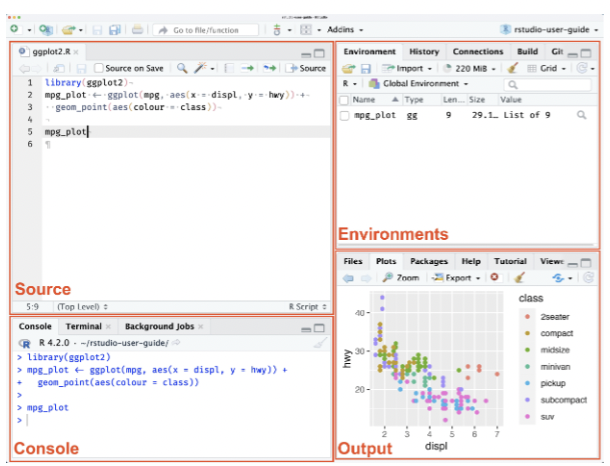 Go to file/function
Addins
rstudio-user-guide
ggplot2.R
Source on Save
Source
1 library(ggplot2)
2 mpg_plot ← ggplot(mpg, aes(x = displ, y = hwy)) +
3 geom_point(aes(colour = class))
4
5 mpg_plot
6
Source
5:9 (Top Level) R Script
Console Terminal Background Jobs
R 4.2.0 · ~/rstudio-user-guide/
> library(ggplot2)
> mpg_plot ← ggplot(mpg, aes(x = displ, y = hwy)) +
+ geom_point(aes(colour = class))
>
> mpg_plot
>
Console
Environment History Connections Build Git
Import 220 MiB Grid
R Global Environment
Name Type Len… Size Value
mpg_plot gg 9 29.1… List of 9
Environments
Files Plots Packages Help Tutorial
Zoom Export
class
2seater
compact
midsize
minivan
pickup
subcompact
suv
40
30
20
hwy
2 3 4 5 6 7
displ
Output